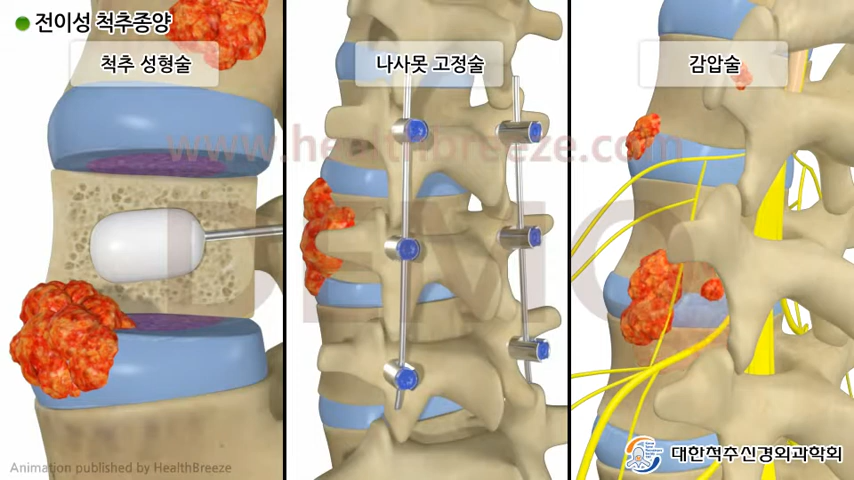 전이성 척추종양
척추 성형술
나사못 고정술
감압술
www.healthbreeze.com
DEMO
대한척추신경외과학회
Animation published by HealthBreeze